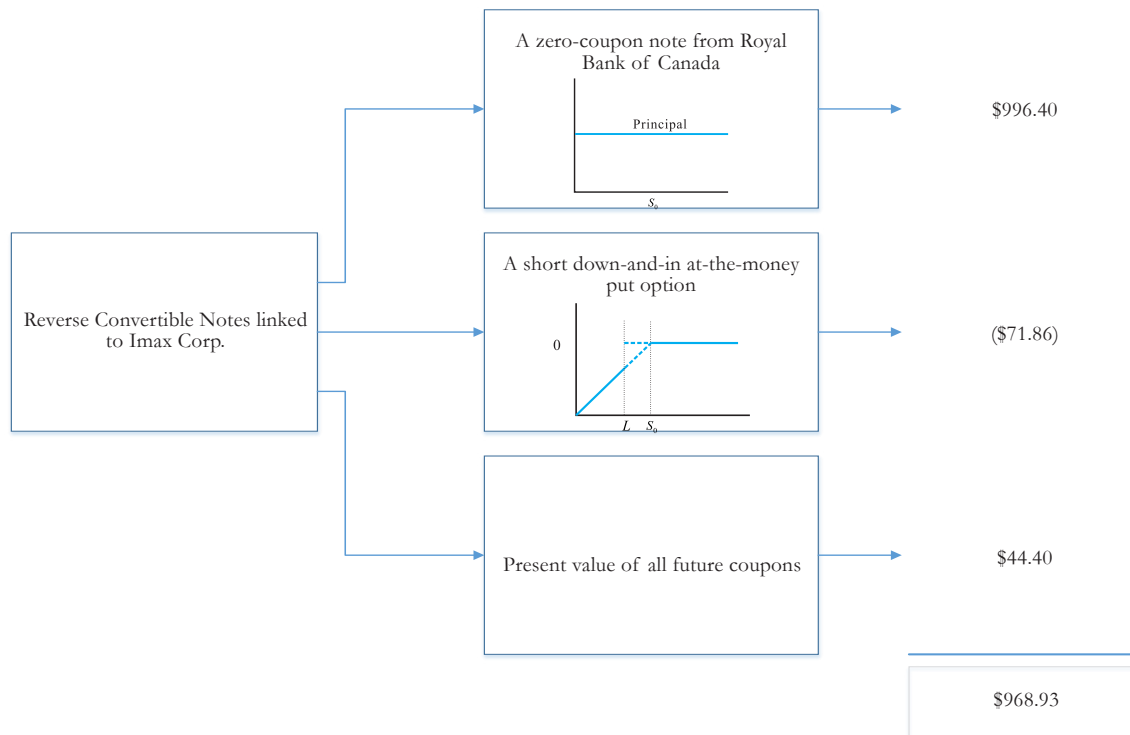 A zero-coupon note from Royal
Bank of Canada
Principal
S₀
$996.40
Reverse Convertible Notes linked
to Imax Corp.
A short down-and-in at-the-money
put option
0
L S₀
($71.86)
Present value of all future coupons
$44.40
$968.93